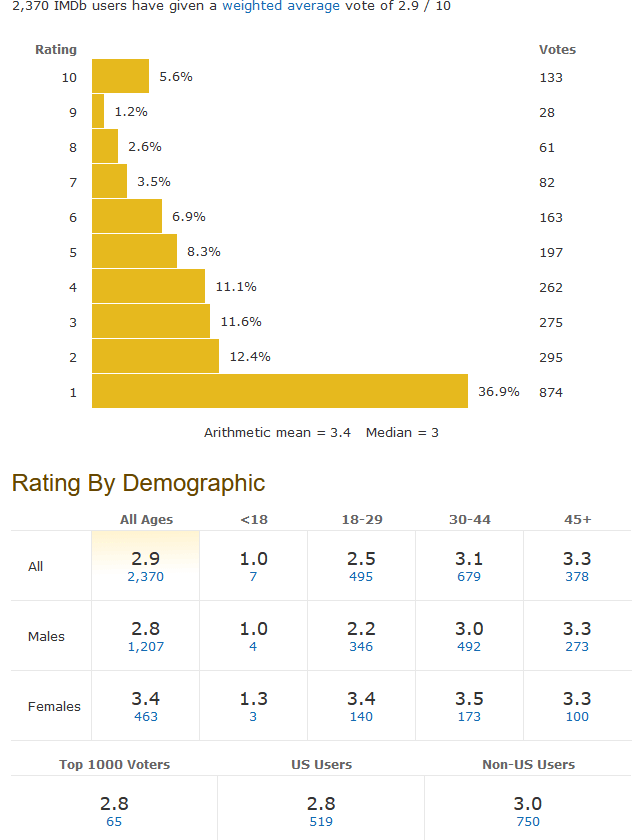 2,370 IMDb users have given a weighted average vote of 2.9 / 10
Rating Votes
10 5.6% 133
9 1.2% 28
8 2.6% 61
7 3.5% 82
6 6.9% 163
5 8.3% 197
4 11.1% 262
3 11.6% 275
2 12.4% 295
1 36.9% 874
Arithmetic mean = 3.4 Median = 3
Rating By Demographic
All Ages <18 18-29 30-44 45+
2.9 1.0 2.5 3.1 3.3
All
2,370 7 495 679 378
2.8 1.0 2.2 3.0 3.3
Males
1,207 4 346 492 273
3.4 1.3 3.4 3.5 3.3
Females
463 3 140 173 100
Top 1000 Voters US Users Non-US Users
2.8 2.8 3.0
65 519 750